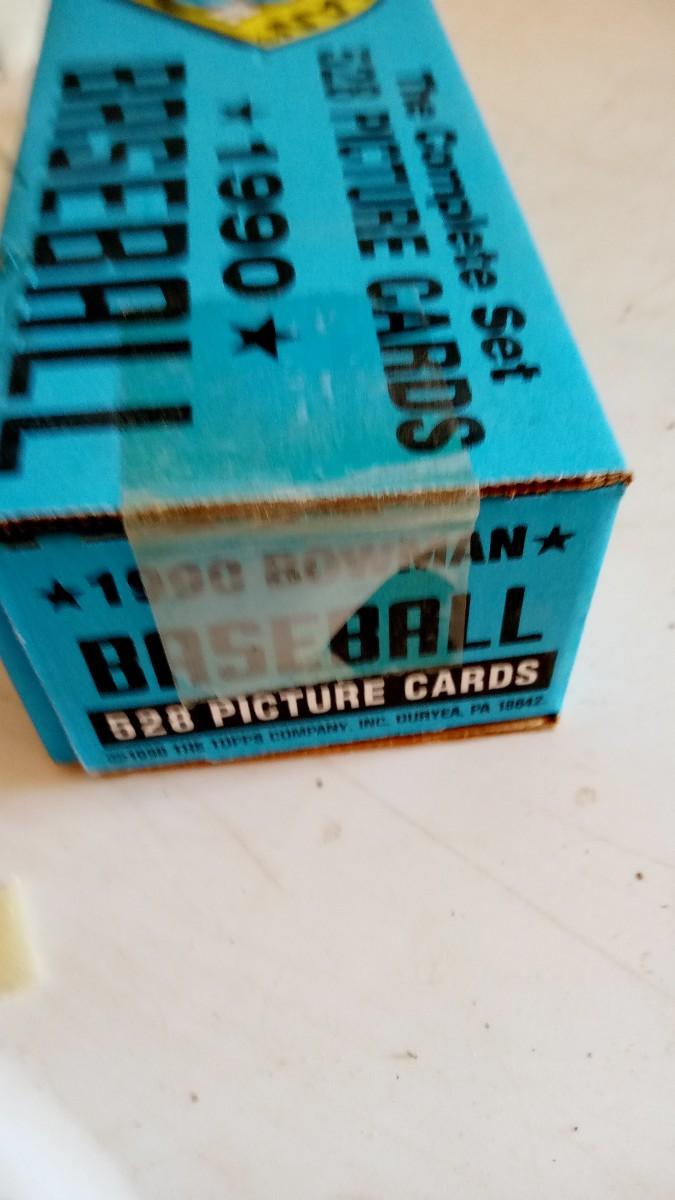 The Complete Set
528 PICTURE CARDS
★ 1990 ★
BASEBALL
★ 1990 BOWMAN ★
BASEBALL
528 PICTURE CARDS
THE TOPPS COMPANY, INC. DURYEA, PA 18642